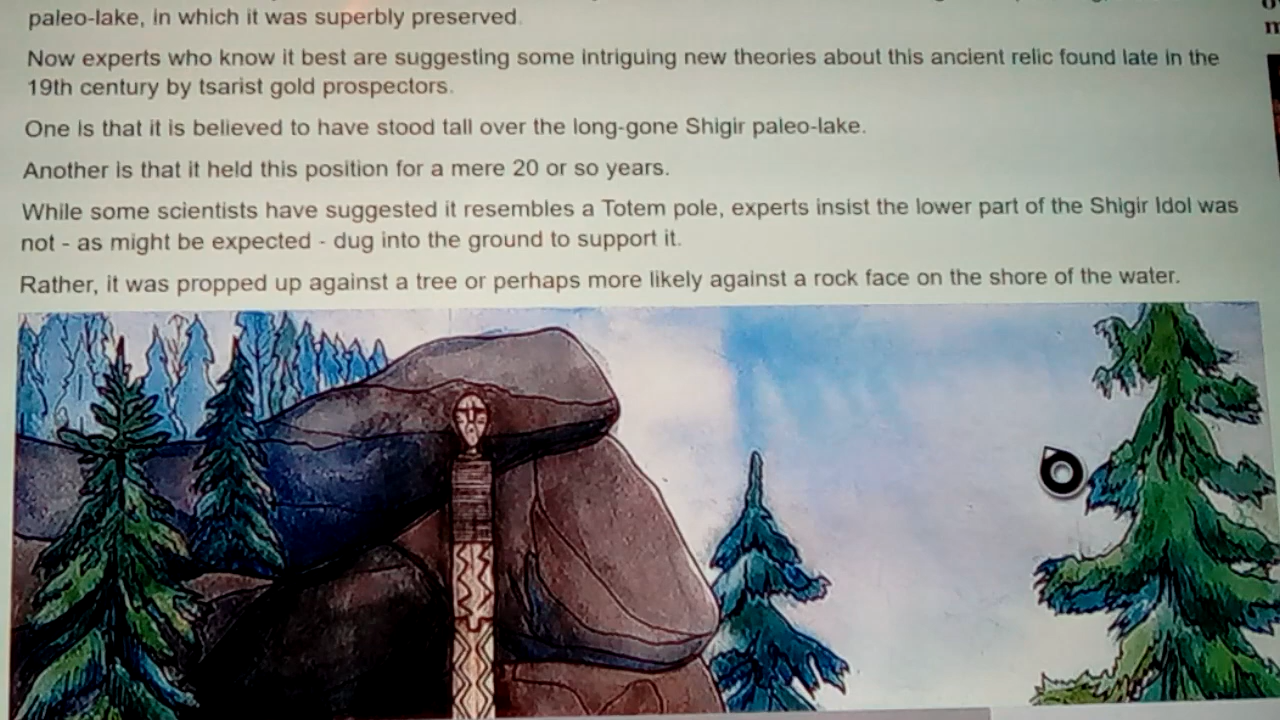 paleo-lake, in which it was superbly preserved.
Now experts who know it best are suggesting some intriguing new theories about this ancient relic found late in the
19th century by tsarist gold prospectors.
One is that it is believed to have stood tall over the long-gone Shigir paleo-lake.
Another is that it held this position for a mere 20 or so years.
While some scientists have suggested it resembles a Totem pole, experts insist the lower part of the Shigir Idol was
not - as might be expected - dug into the ground to support it.
Rather, it was propped up against a tree or perhaps more likely against a rock face on the shore of the water.